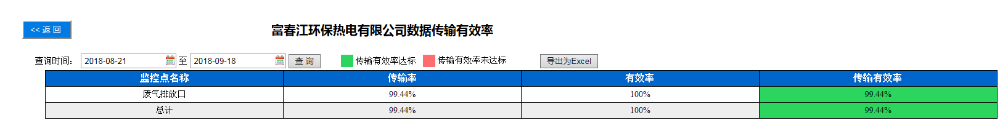 << 返 回
富春江环保热电有限公司数据传输有效率
查询时间： 2018-08-21 至 2018-09-18 查 询 传输有效率达标 传输有效率未达标 导出为Excel
监控点名称 传输率 有效率 传输有效率
废气排放口 99.44% 100% 99.44%
总计 99.44% 100% 99.44%